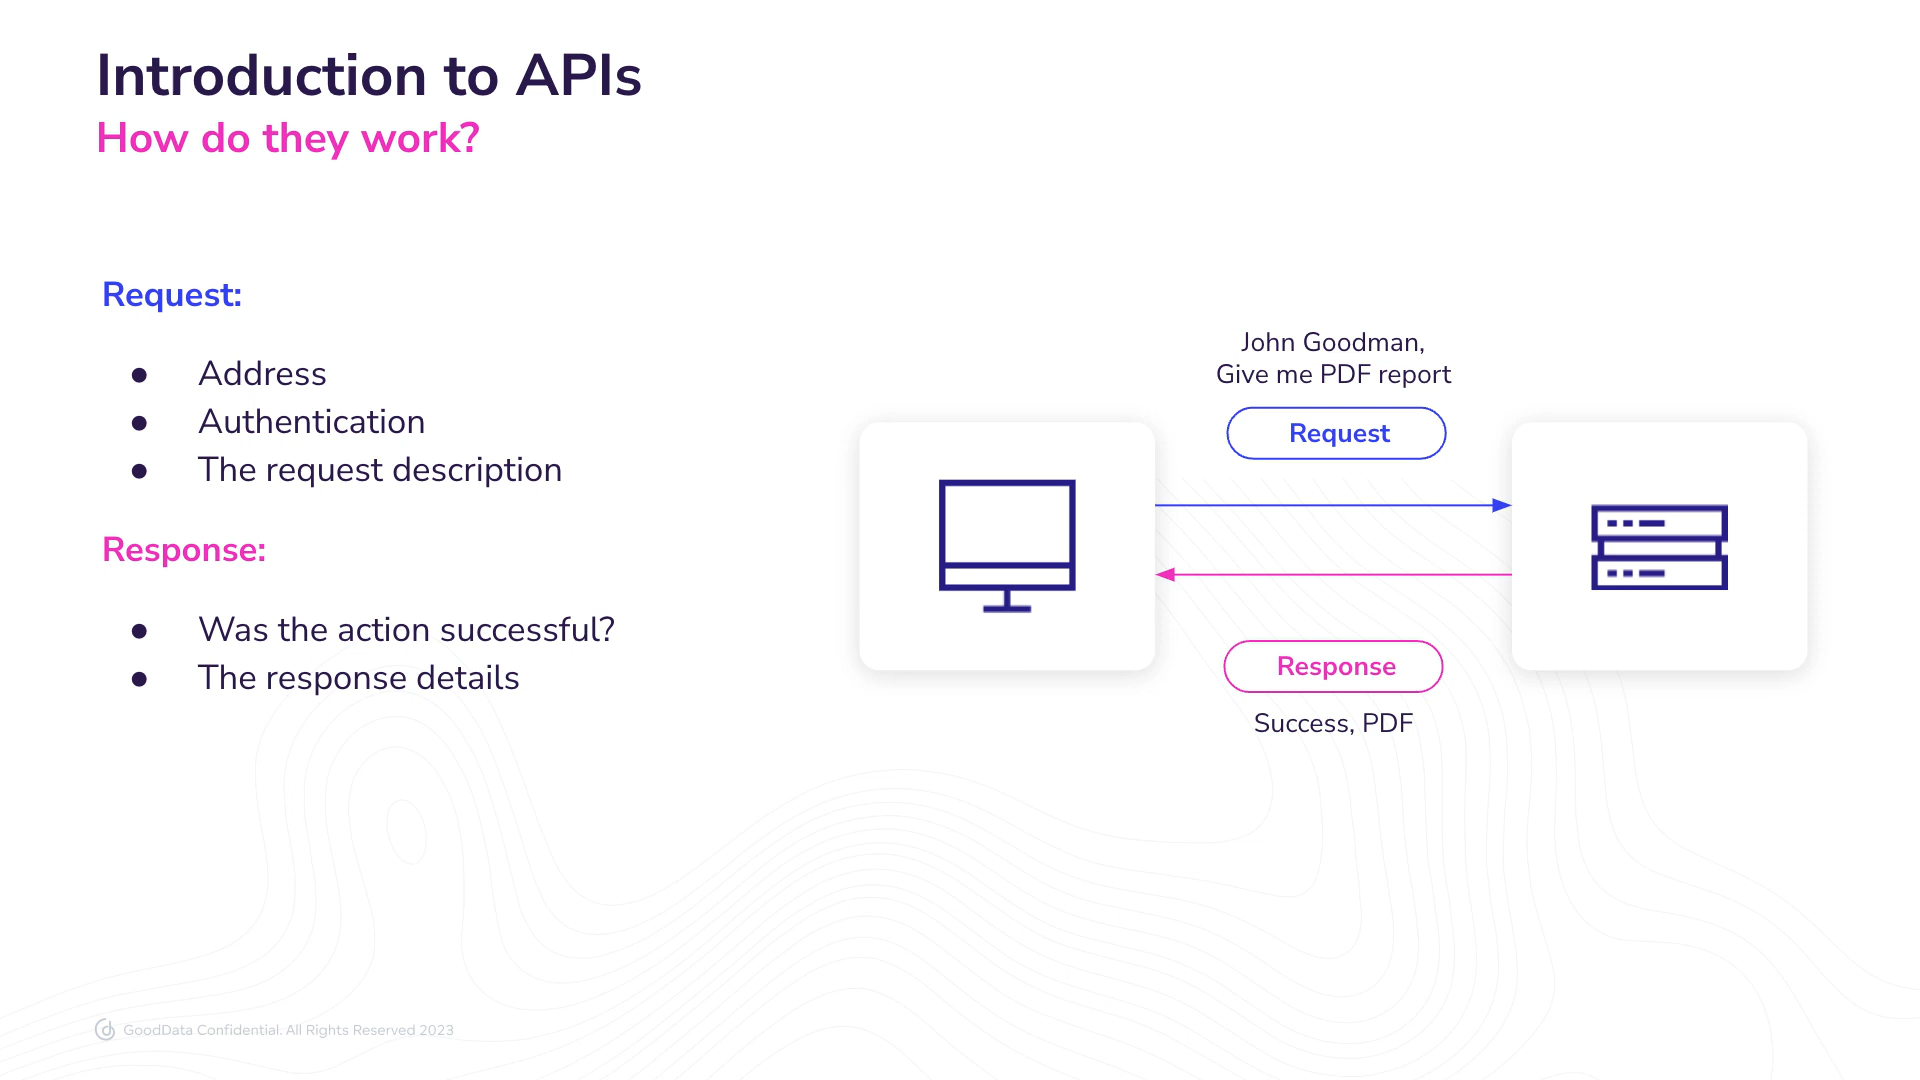 Introduction to APIs
How do they work?
Request:
● Address
● Authentication
● The request description
Response:
● Was the action successful?
● The response details
John Goodman,
Give me PDF report
Request
Response
Success, PDF
GoodData Confidential. All Rights Reserved 2023